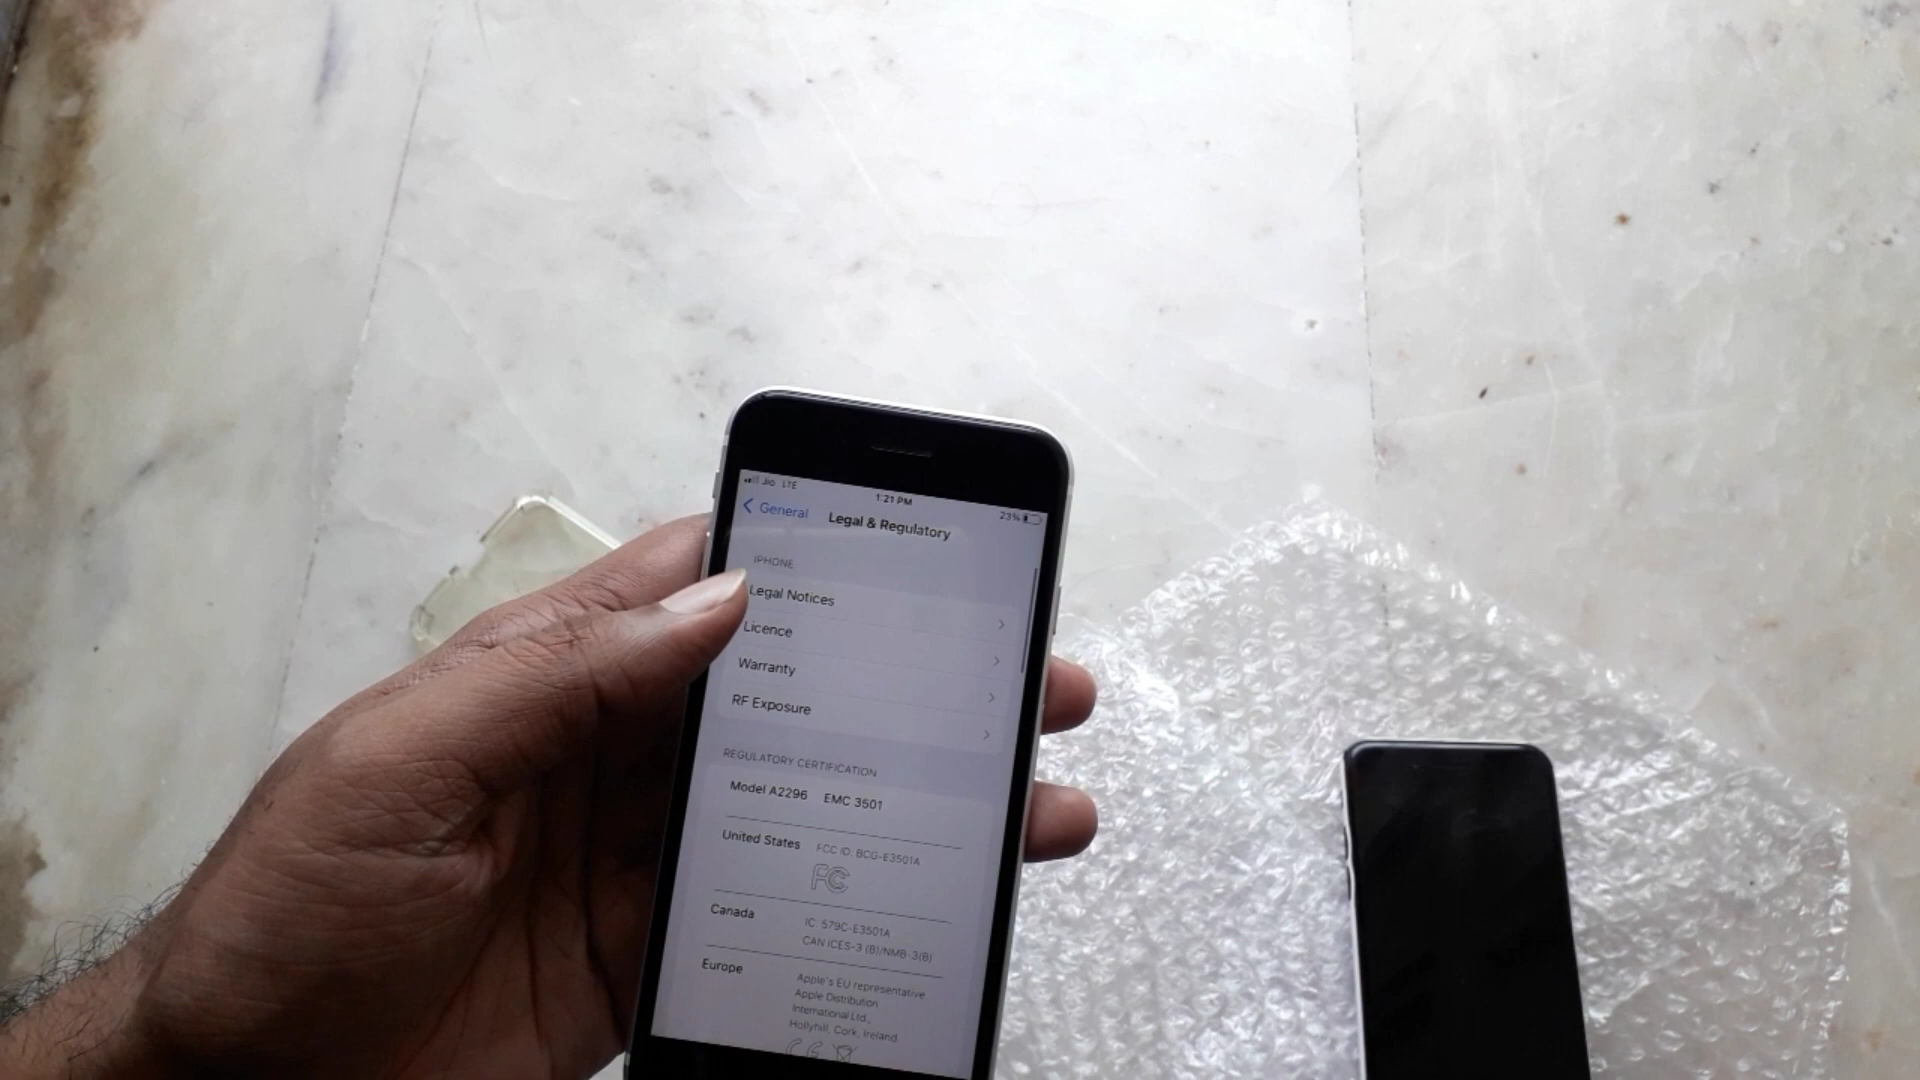 Jio LTE 1:21 PM 23%
General Legal & Regulatory
IPHONE
Legal Notices
Licence
Warranty
RF Exposure
REGULATORY CERTIFICATION
Model A2296 EMC 3501
United States FCC ID: BCG-E3501A
FC
Canada IC: 579C-E3501A
CAN ICES-3 (B)/NMB-3(B)
Europe Apple's EU representative
Apple Distribution
International Ltd.,
Hollyhill, Cork, Ireland
CE